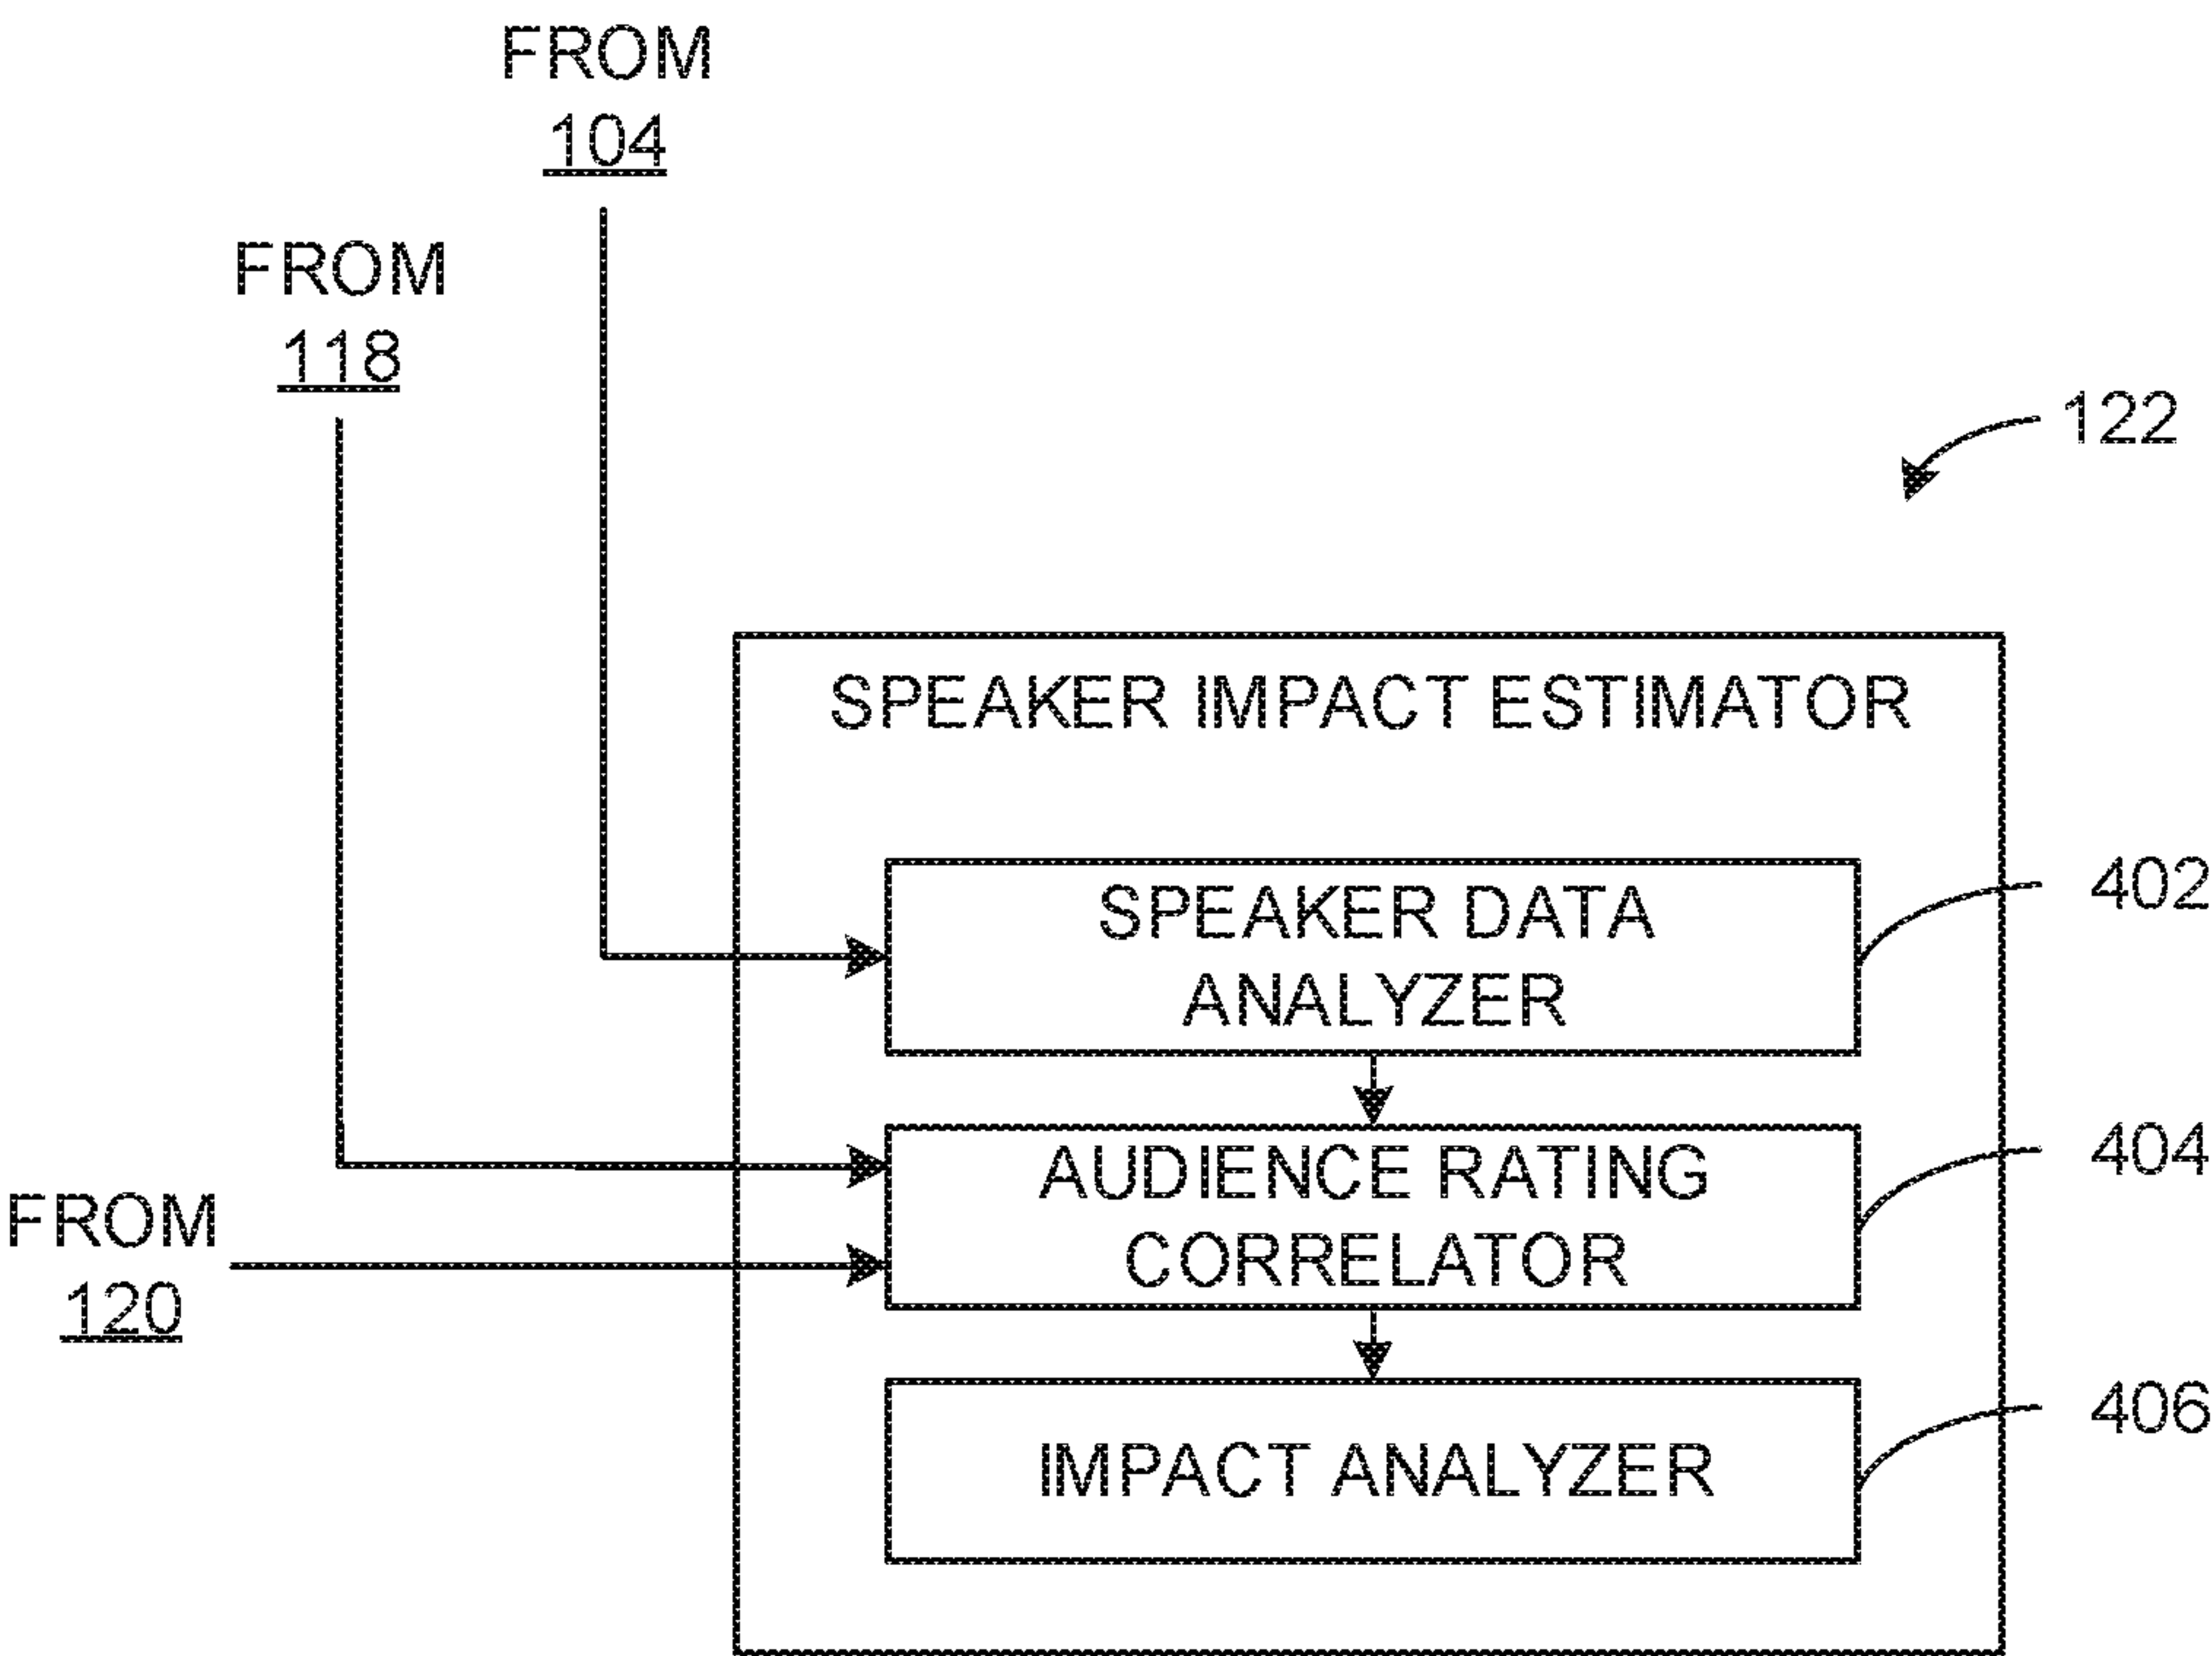 FROM
104
FROM
118
122
SPEAKER IMPACT ESTIMATOR
SPEAKER DATA
ANALYZER
402
AUDIENCE RATING
CORRELATOR
404
FROM
120
IMPACT ANALYZER
406